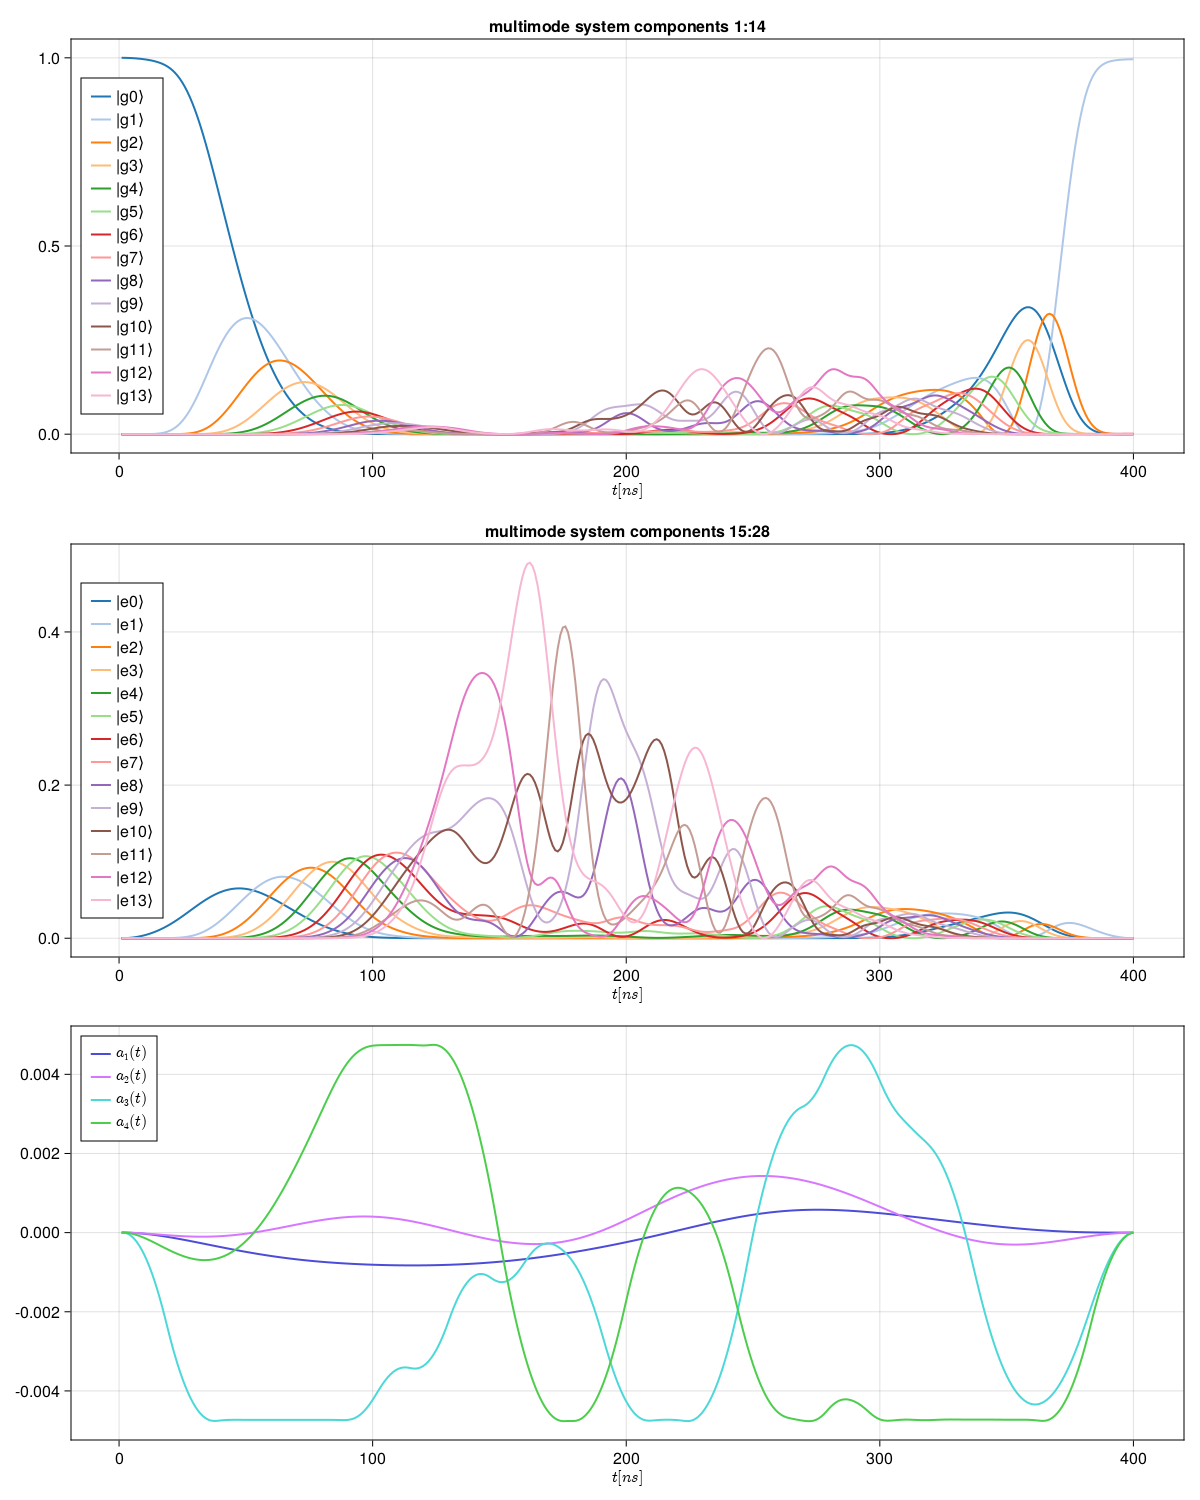 multimode system components 1:14
1.0
0.5
0.0
|g0⟩
|g1⟩
|g2⟩
|g3⟩
|g4⟩
|g5⟩
|g6⟩
|g7⟩
|g8⟩
|g9⟩
|g10⟩
|g11⟩
|g12⟩
|g13⟩
0 100 200 300 400
t[ns]
multimode system components 15:28
0.4
0.2
0.0
|e0⟩
|e1⟩
|e2⟩
|e3⟩
|e4⟩
|e5⟩
|e6⟩
|e7⟩
|e8⟩
|e9⟩
|e10⟩
|e11⟩
|e12⟩
|e13⟩
0 100 200 300 400
t[ns]
0.004
0.002
0.000
-0.002
-0.004
a₁(t)
a₂(t)
a₃(t)
a₄(t)
0 100 200 300 400
t[ns]